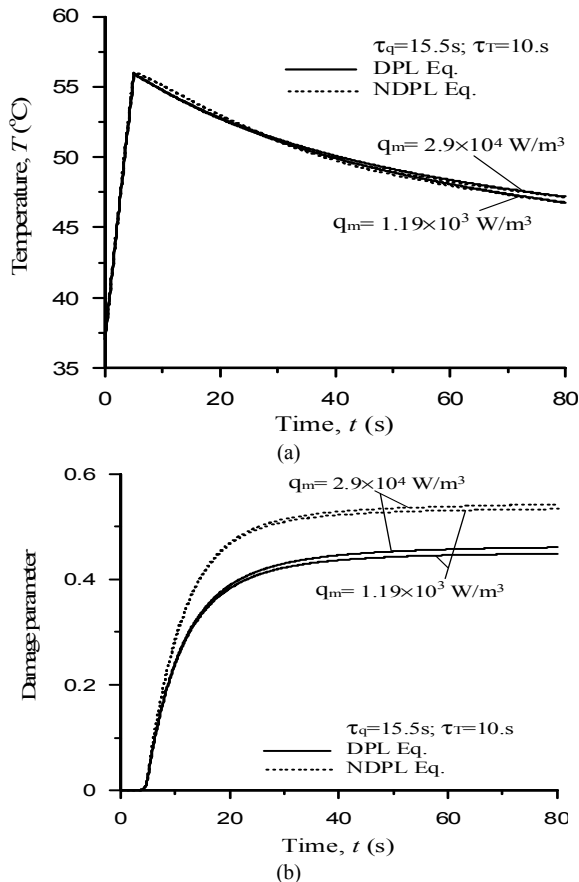 60
55
50
45
40
35
Temperature, T (°C)
τq=15.5s; τT=10.s
DPL Eq.
NDPL Eq.
qm= 2.9×10⁴ W/m³
qm= 1.19×10³ W/m³
0 20 40 60 80
Time, t (s)
(a)
0.8
0.6
0.4
0.2
0
Damage parameter
qm= 2.9×10⁴ W/m³
qm= 1.19×10³ W/m³
τq=15.5s; τT=10.s
DPL Eq.
NDPL Eq.
0 20 40 60 80
Time, t (s)
(b)